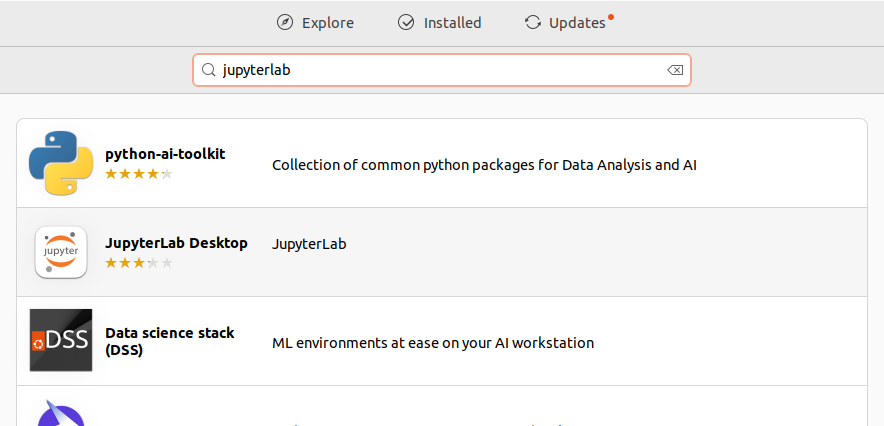 Explore Installed Updates
jupyterlab
python-ai-toolkit
Collection of common python packages for Data Analysis and AI
jupyter
JupyterLab Desktop
JupyterLab
DSS
Data science stack
(DSS)
ML environments at ease on your AI workstation